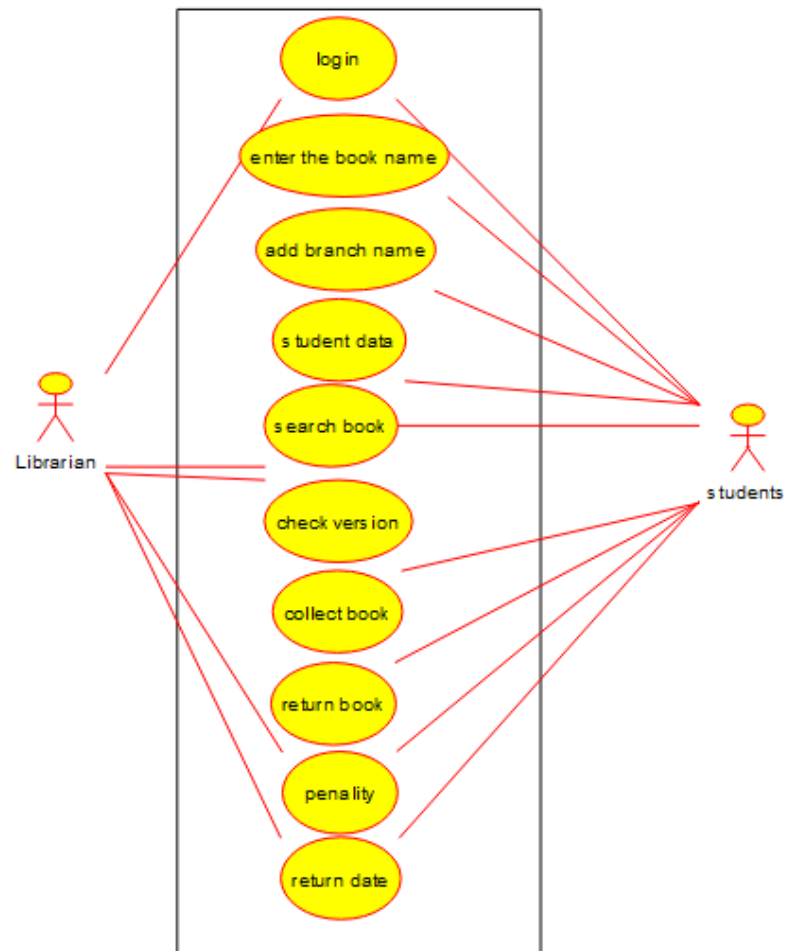 login
enter the book name
add branch name
student data
search book
Librarian
students
check version
collect book
return book
penality
return date